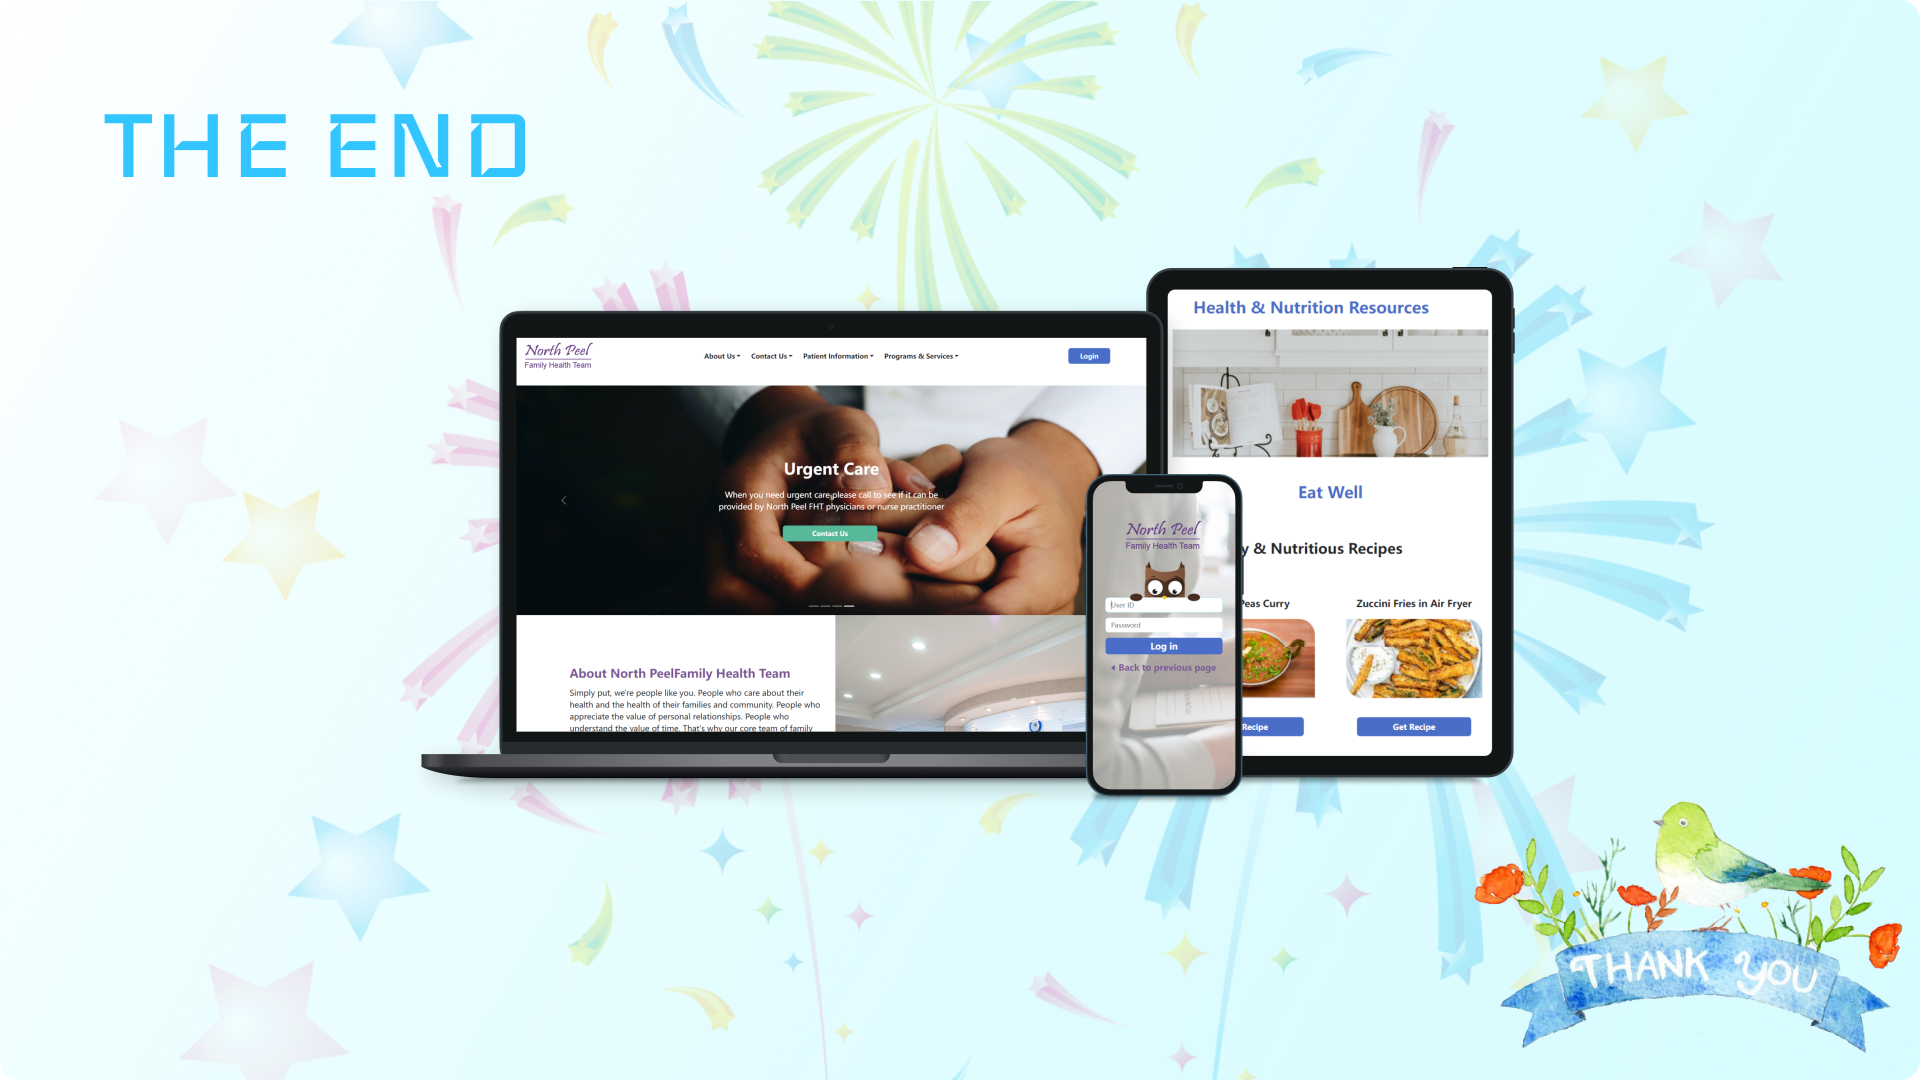 THE END
North Peel
Family Health Team
About Us
Contact Us
Patient Information
Programs & Services
Login
Urgent Care
When you need urgent care,please call to see if it can be
provided by North Peel FHT physicians or nurse practitioner
Contact Us
About North PeelFamily Health Team
Simply put, we're people like you. People who care about their
health and the health of their families and community. People who
appreciate the value of personal relationships. People who
understand the value of time. That's why our core team of family
North Peel
Family Health Team
User ID
Password
Log in
Back to previous page
Health & Nutrition Resources
Eat Well
y & Nutritious Recipes
Peas Curry
Zuccini Fries in Air Fryer
Recipe
Get Recipe
THANK YOU